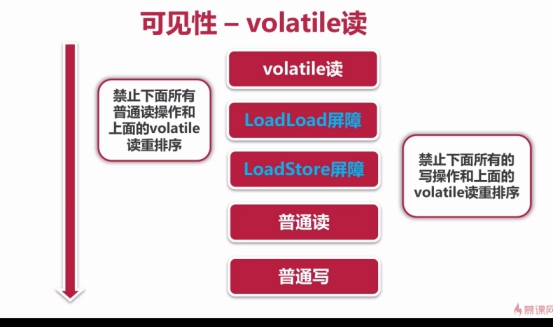 可见性 – volatile读
volatile读
禁止下面所有
普通读操作和
上面的volatile
读重排序
LoadLoad屏障
LoadStore屏障
禁止下面所有的
写操作和上面的
volatile读重排序
普通读
普通写
慕课网